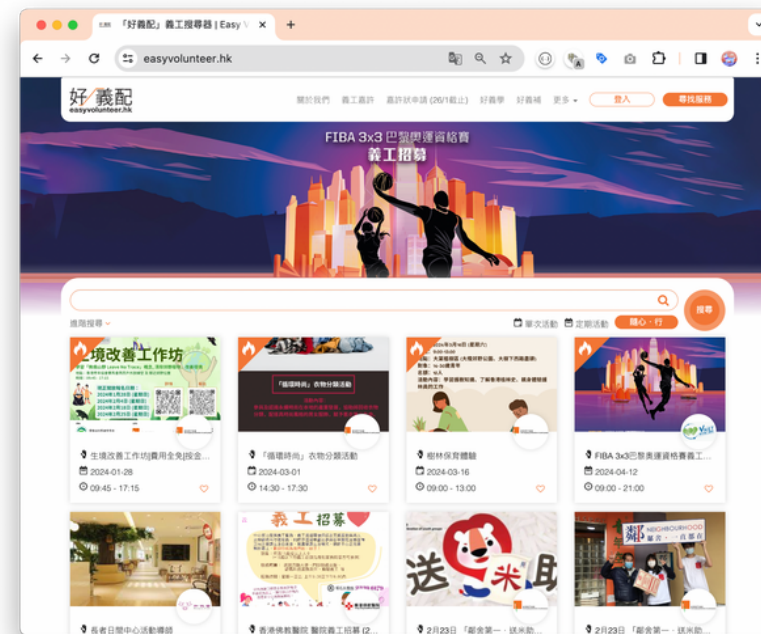 「好義配」義工搜尋器 | Easy V
easyvolunteer.hk
好義配
easyvolunteer.hk
關於我們 義工嘉許 嘉許狀申請 (26/1截止) 好義學 好義補 更多 登入 尋找服務
FIBA 3x3 巴黎奧運資格賽
義工招募
搜尋
進階搜尋
單次活動 定期活動 隨心·行
境改善工作坊
「循環時尚」衣物分類活動
生境改善工作坊[費用全免]按金...
2024-01-28
09:45 - 17:15
「循環時尚」衣物分類活動
2024-03-01
14:30 - 17:30
樹林保育體驗
2024-03-16
09:00 - 13:00
FIBA 3x3巴黎奧運資格賽義工...
2024-04-12
09:00 - 21:00
義工招募
送米助
NEIGHBOURHOOD
長者日間中心活動導師
香港佛教醫院 醫院義工招募 (2...
2月23日 「鄰舍第一．送米助...
2月23日 「鄰舍第一．送米助...